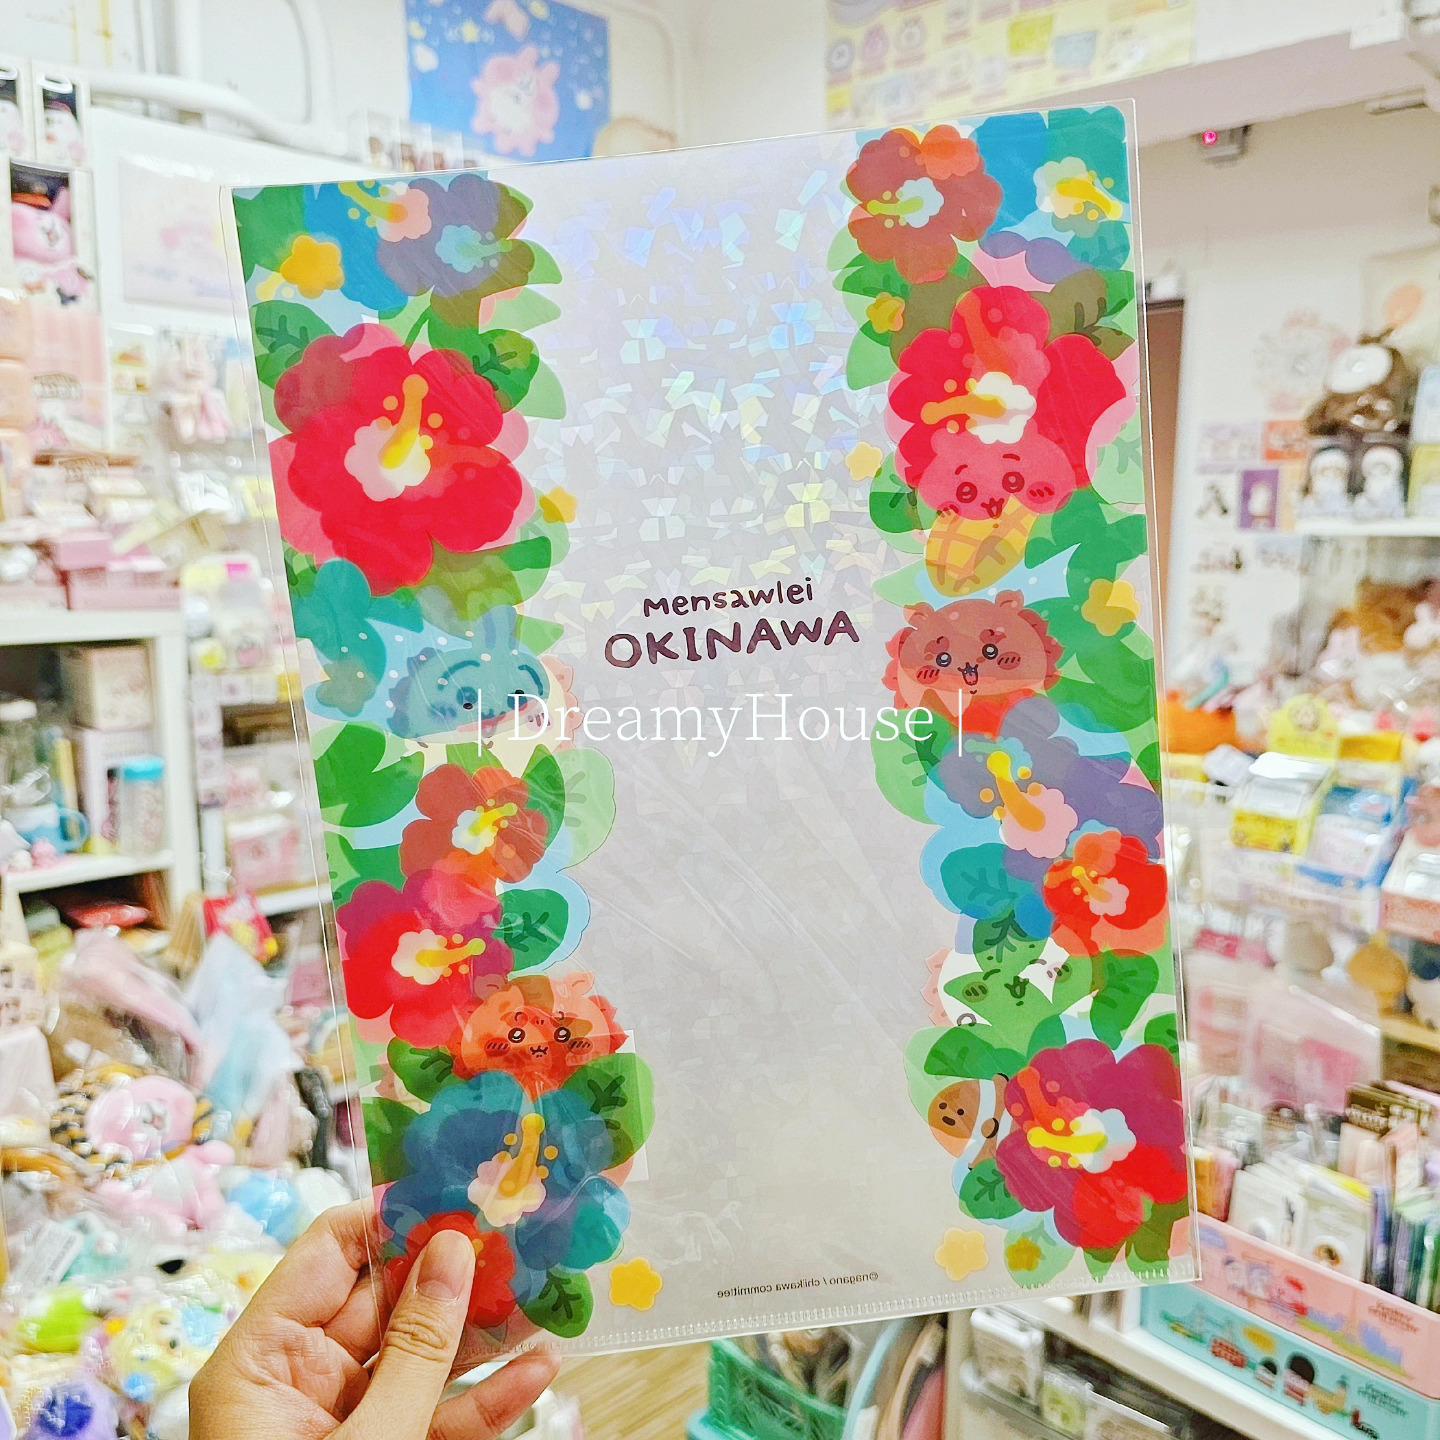 Mensawlei
OKINAWA
| DreamyHouse |
©nagano / chiikawa committee